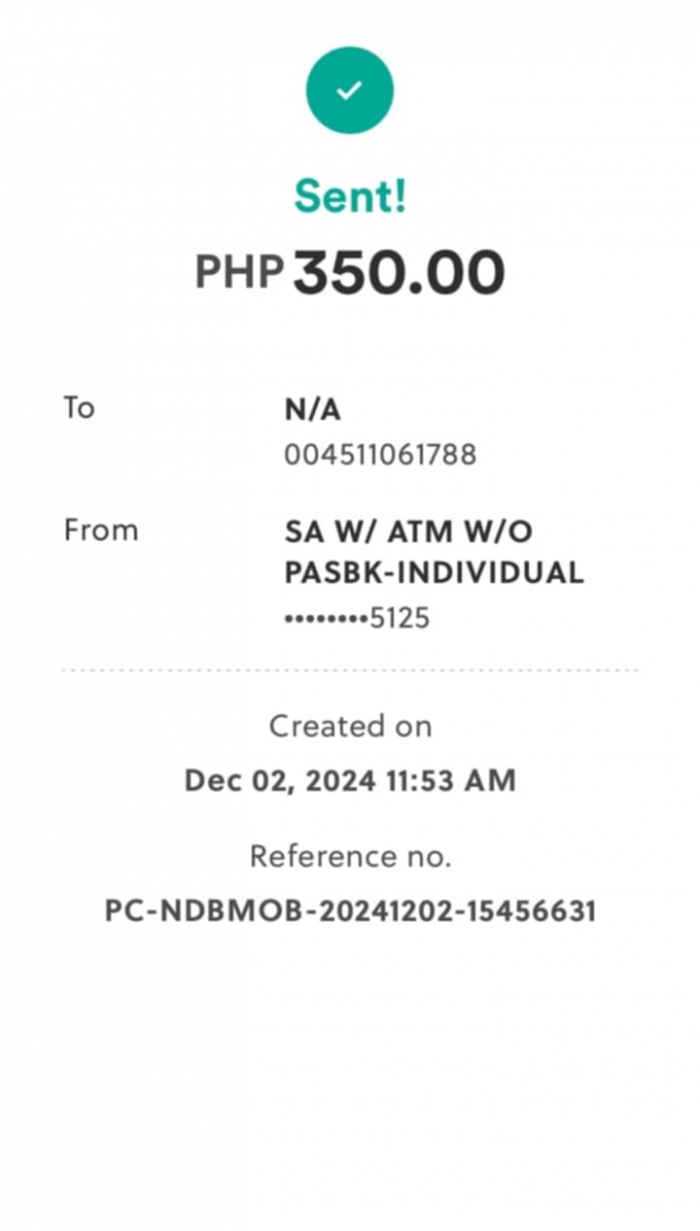 Sent!
PHP 350.00
To
N/A
004511061788
From
SA W/ ATM W/O
PASBK-INDIVIDUAL
••••••••5125
Created on
Dec 02, 2024 11:53 AM
Reference no.
PC-NDBMOB-20241202-15456631